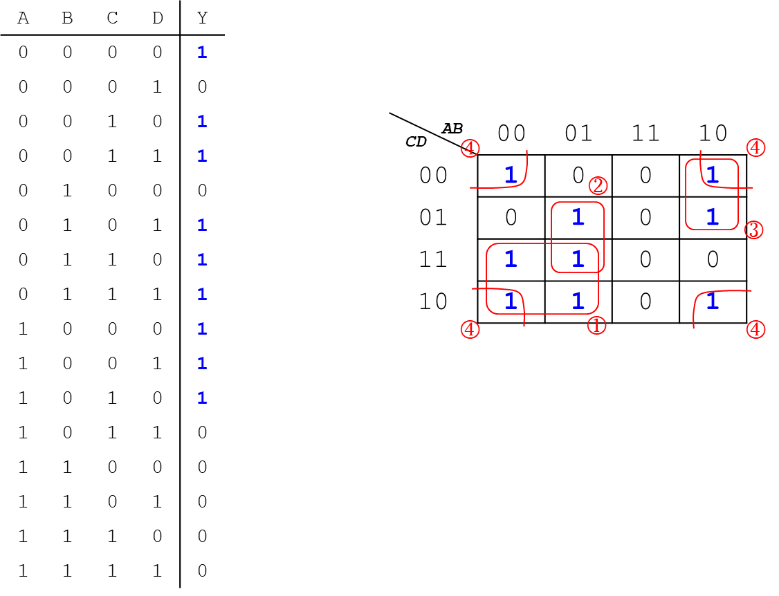 A B C D Y
0 0 0 0 1
0 0 0 1 0
0 0 1 0 1
0 0 1 1 1
0 1 0 0 0
0 1 0 1 1
0 1 1 0 1
0 1 1 1 1
1 0 0 0 1
1 0 0 1 1
1 0 1 0 1
1 0 1 1 0
1 1 0 0 0
1 1 0 1 0
1 1 1 0 0
1 1 1 1 0
AB
CD
00 01 11 10
④ ④
00 1 0 0 1
②
01 0 1 0 1
③
11 1 1 0 0
10 1 1 0 1
④ ① ④